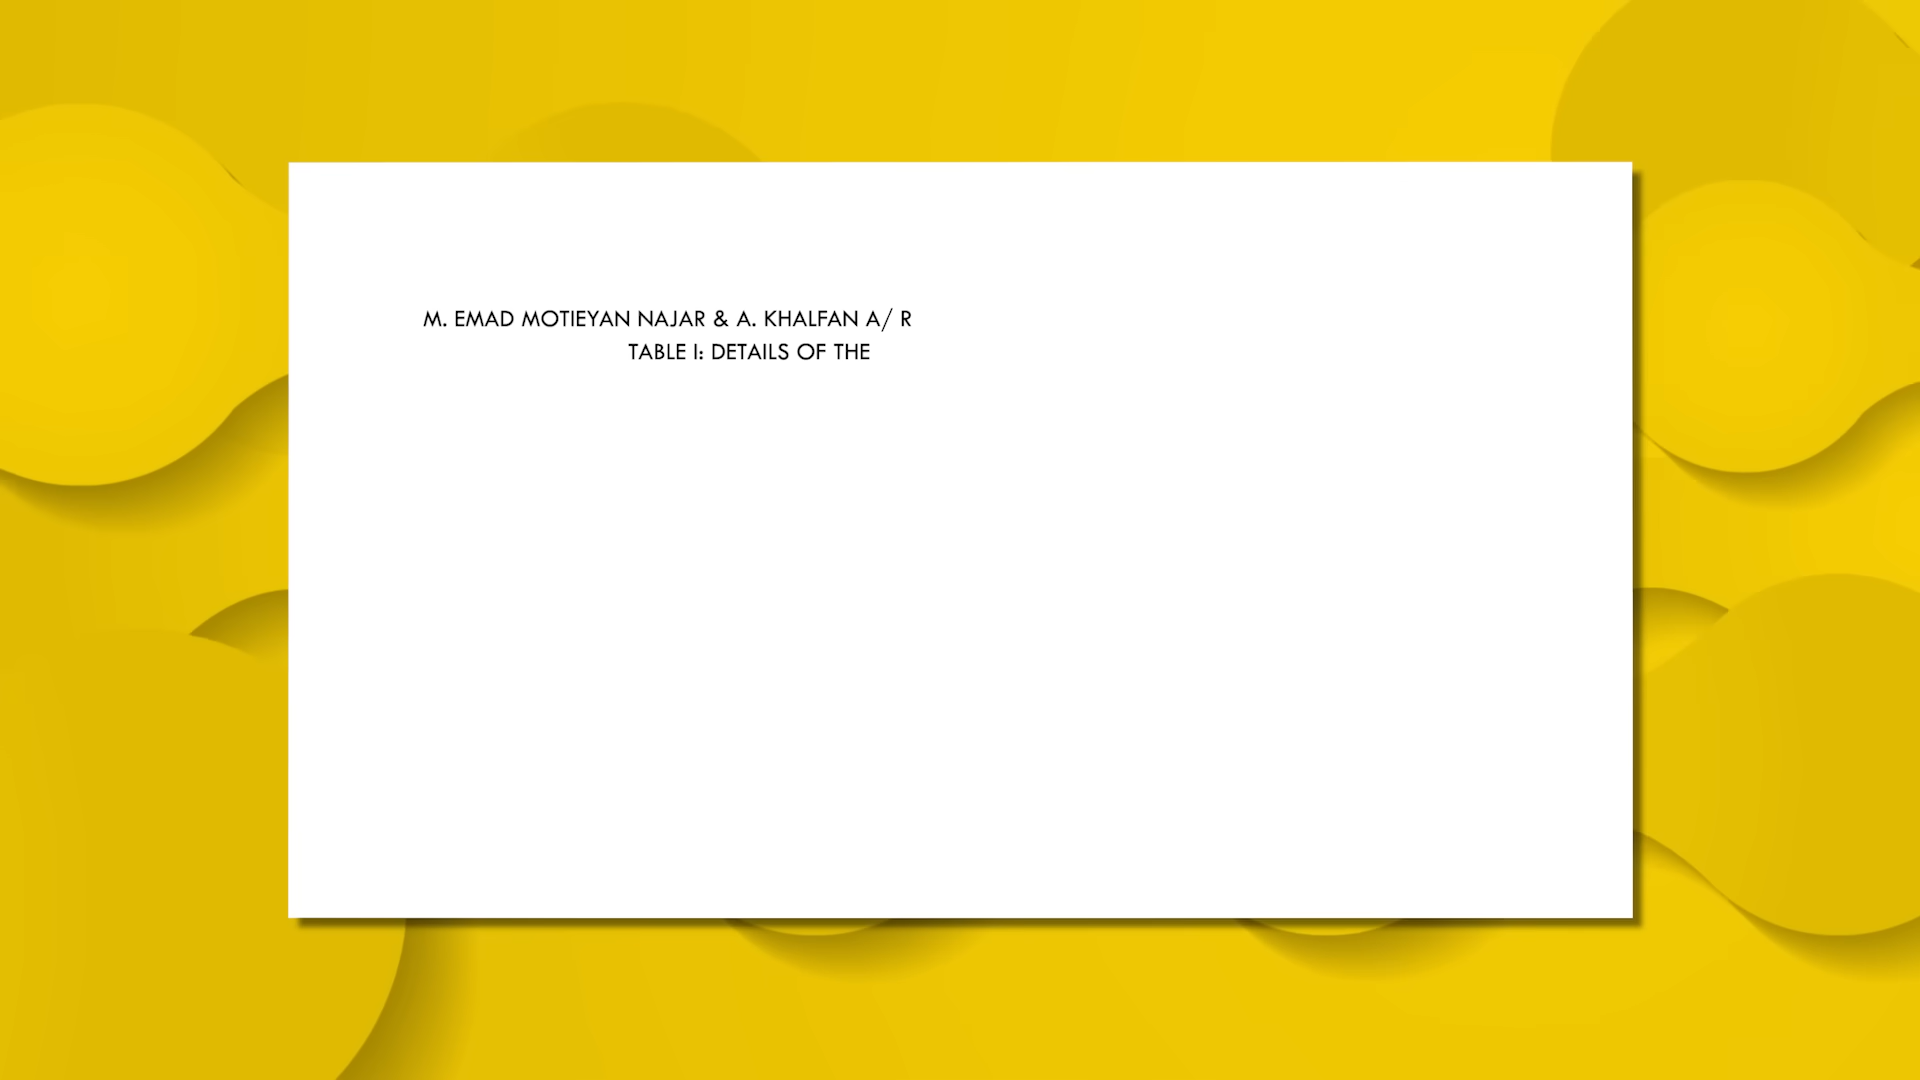 M. EMAD MOTIEYAN NAJAR & A. KHALFAN A/ R
TABLE I: DETAILS OF THE